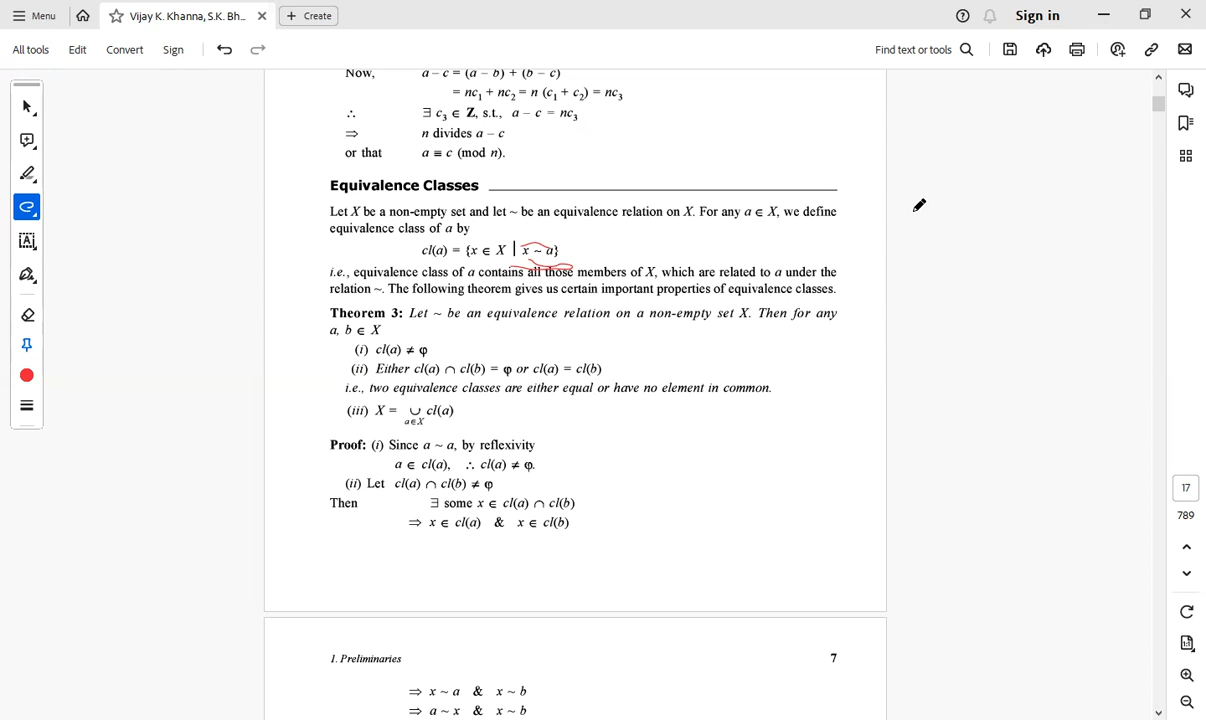 Menu
Vijay K. Khanna, S.K. Bh...
Create
Sign in
All tools
Edit
Convert
Sign
Find text or tools
Now, a – c = (a – b) + (b – c)
= nc₁ + nc₂ = n (c₁ + c₂) = nc₃
∴ ∃ c₃ ∈ Z, s.t., a – c = nc₃
⇒ n divides a – c
or that a ≡ c (mod n).
Equivalence Classes
Let X be a non-empty set and let ~ be an equivalence relation on X. For any a ∈ X, we define
equivalence class of a by
cl(a) = {x ∈ X | x ~ a}
i.e., equivalence class of a contains all those members of X, which are related to a under the
relation ~. The following theorem gives us certain important properties of equivalence classes.
Theorem 3: Let ~ be an equivalence relation on a non-empty set X. Then for any
a, b ∈ X
(i) cl(a) ≠ φ
(ii) Either cl(a) ∩ cl(b) = φ or cl(a) = cl(b)
i.e., two equivalence classes are either equal or have no element in common.
(iii) X = ∪ cl(a)
a∈X
Proof: (i) Since a ~ a, by reflexivity
a ∈ cl(a), ∴ cl(a) ≠ φ.
(ii) Let cl(a) ∩ cl(b) ≠ φ
Then ∃ some x ∈ cl(a) ∩ cl(b)
⇒ x ∈ cl(a) & x ∈ cl(b)
17
789
1. Preliminaries 7
⇒ x ~ a & x ~ b
⇒ a ~ x & x ~ b